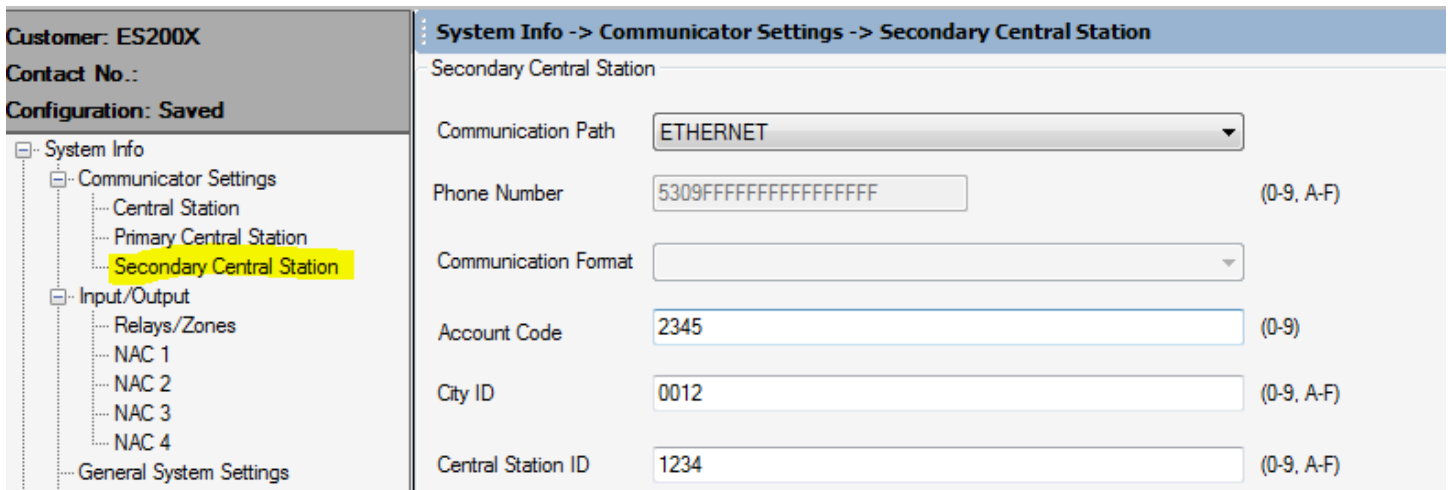 Customer: ES200X
Contact No.:
Configuration: Saved
System Info
Communicator Settings
Central Station
Primary Central Station
Secondary Central Station
Input/Output
Relays/Zones
NAC 1
NAC 2
NAC 3
NAC 4
General System Settings
System Info -> Communicator Settings -> Secondary Central Station
Secondary Central Station
Communication Path ETHERNET
Phone Number 5309FFFFFFFFFFFFFFFF (0-9, A-F)
Communication Format
Account Code 2345 (0-9)
City ID 0012 (0-9, A-F)
Central Station ID 1234 (0-9, A-F)